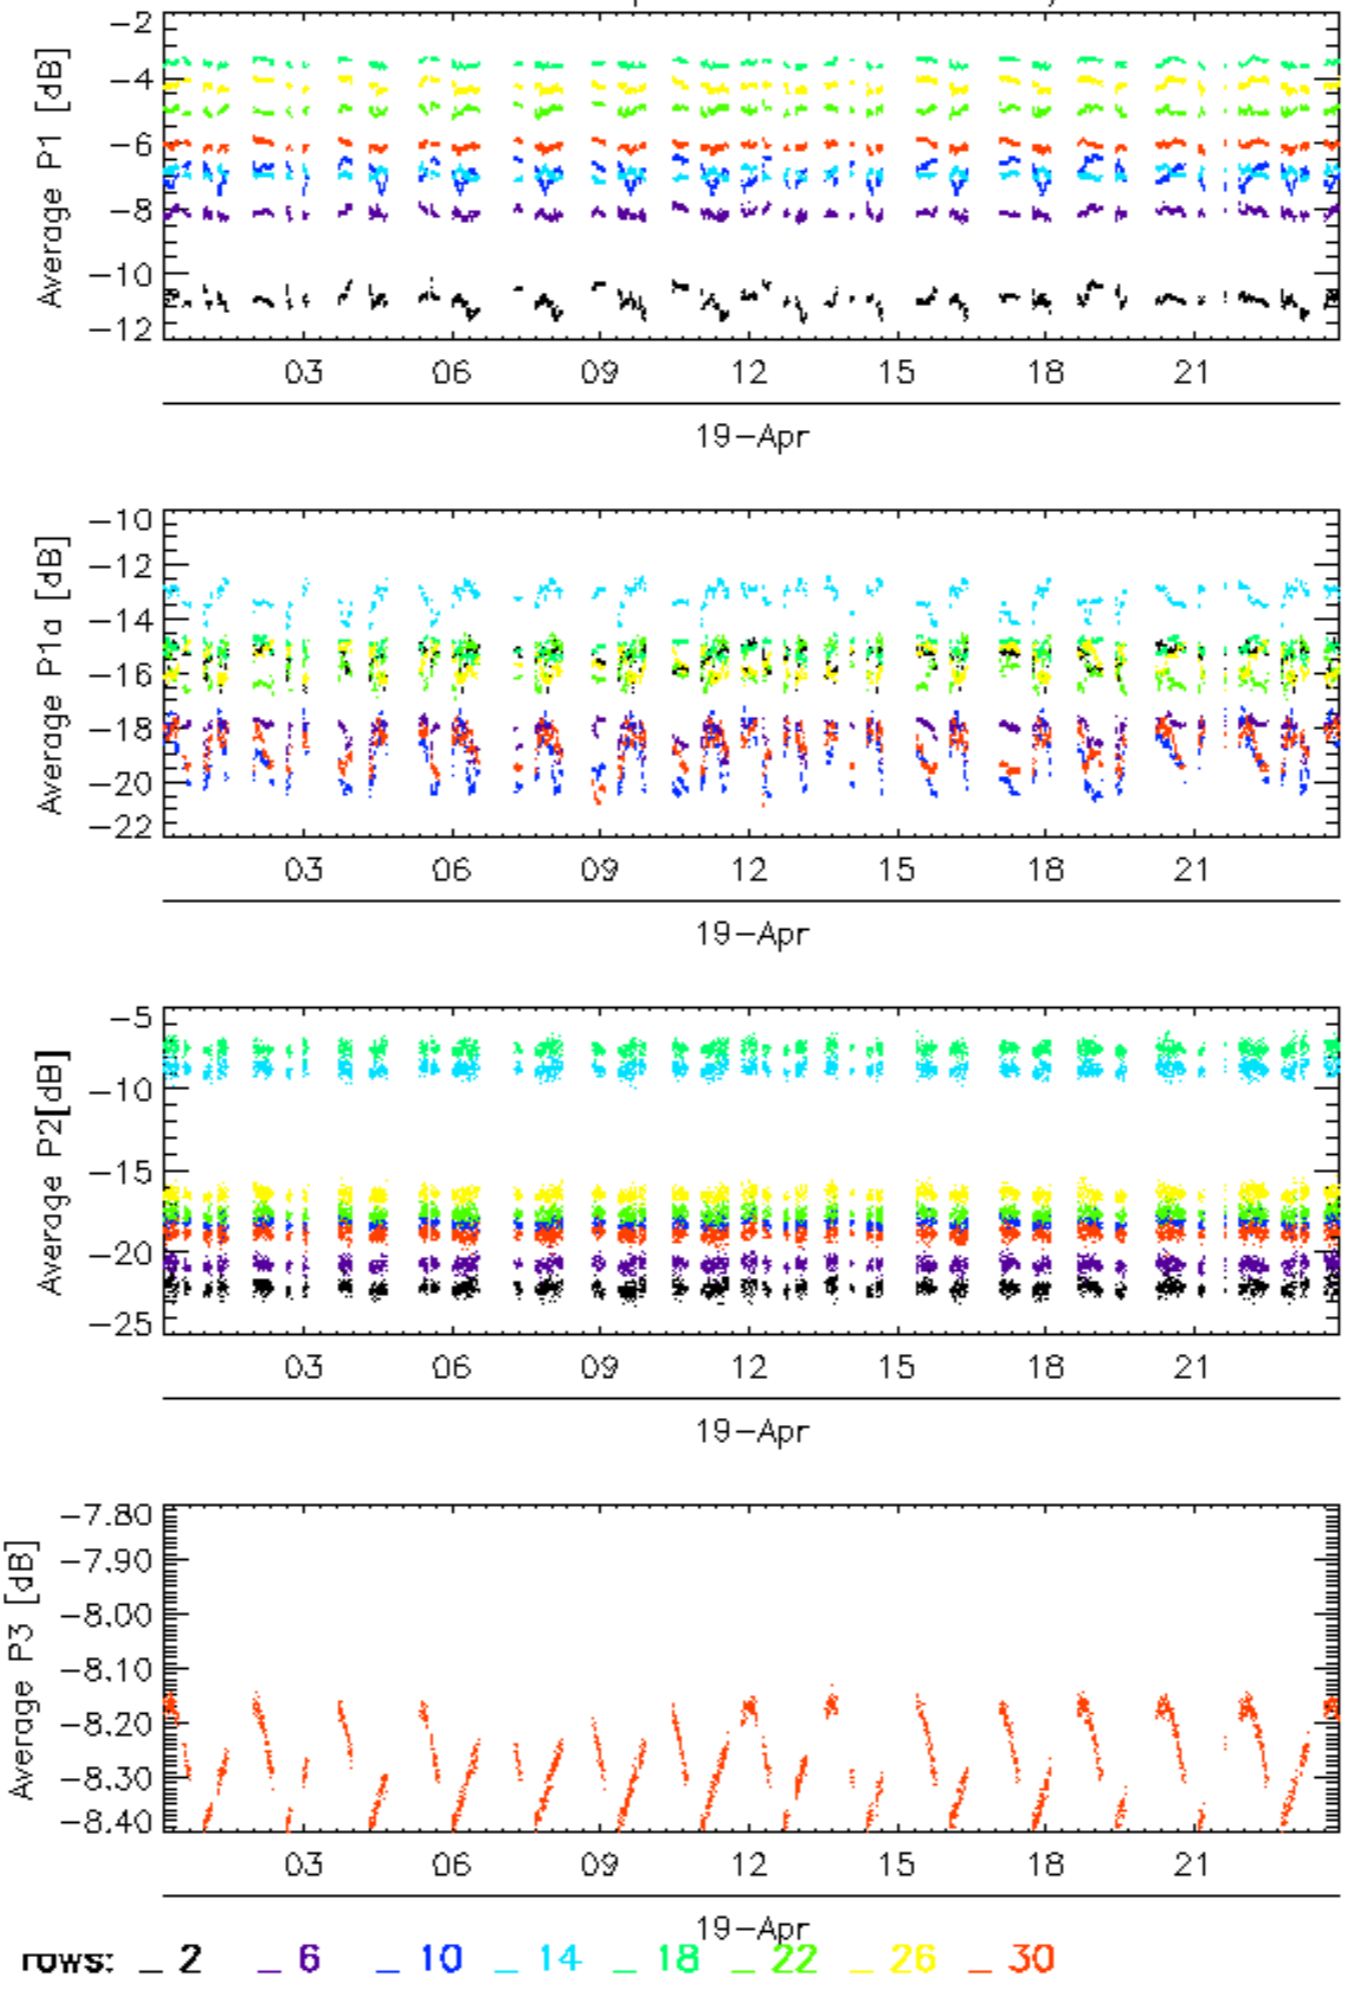 -2
-4
-6
-8
-10
-12
Average P1 [dB]
03 06 09 12 15 18 21
19-Apr
-10
-12
-14
-16
-18
-20
-22
Average P1a [dB]
03 06 09 12 15 18 21
19-Apr
-5
-10
-15
-20
-25
Average P2[dB]
03 06 09 12 15 18 21
19-Apr
-7.80
-7.90
-8.00
-8.10
-8.20
-8.30
-8.40
Average P3 [dB]
03 06 09 12 15 18 21
19-Apr
rows: _ 2 _ 6 _ 10 _ 14 _ 18 _ 22 _ 26 _ 30